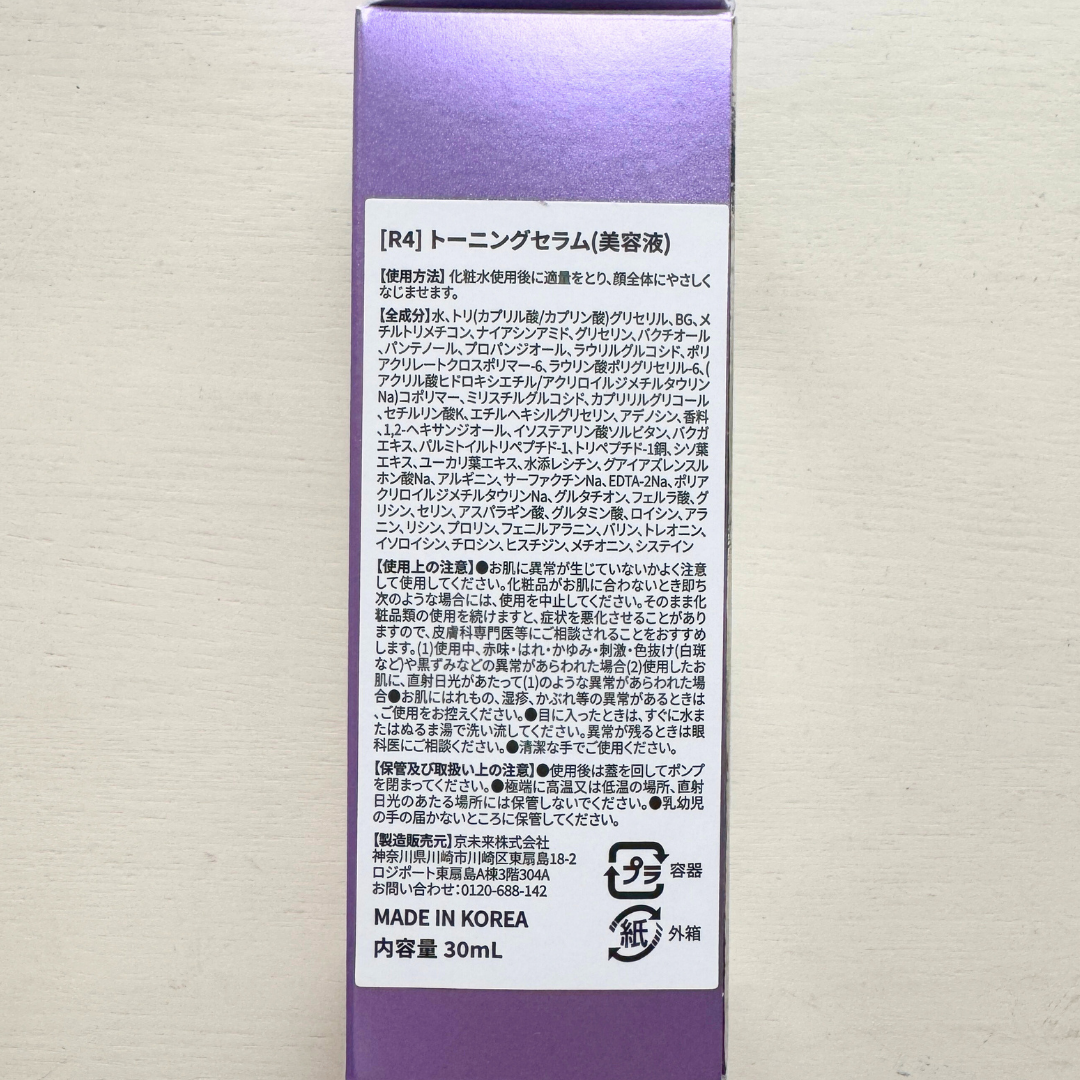 [R4] トーニングセラム(美容液)
【使用方法】化粧水使用後に適量をとり、顔全体にやさしく
なじませます。
【全成分】水、トリ(カプリル酸/カプリン酸)グリセリル、BG、メ
チルトリメチコン、ナイアシンアミド、グリセリン、バクチオール
、パンテノール、プロパンジオール、ラウリルグルコシド、ポリ
アクリレートクロスポリマー-6、ラウリン酸ポリグリセリル-6、(
アクリル酸ヒドロキシエチル/アクリロイルジメチルタウリン
Na)コポリマー、ミリスチルグルコシド、カプリリルグリコール
、セチルリン酸K、エチルヘキシルグリセリン、アデノシン、香料
、1,2-ヘキサンジオール、イソステアリン酸ソルビタン、バクガ
エキス、パルミトイルトリペプチド-1、トリペプチド-1銅、シソ葉
エキス、ユーカリ葉エキス、水添レシチン、グアイアズレンスル
ホン酸Na、アルギニン、サーファクチンNa、EDTA-2Na、ポリア
クリロイルジメチルタウリンNa、グルタチオン、フェルラ酸、グ
リシン、セリン、アスパラギン酸、グルタミン酸、ロイシン、アラ
ニン、リシン、プロリン、フェニルアラニン、バリン、トレオニン、
イソロイシン、チロシン、ヒスチジン、メチオニン、システイン
【使用上の注意】●お肌に異常が生じていないかよく注意
して使用してください。化粧品がお肌に合わないとき即ち
次のような場合には、使用を中止してください。そのまま化
粧品類の使用を続けますと、症状を悪化させることがあり
ますので、皮膚科専門医等にご相談されることをおすすめ
します。(1)使用中、赤味・はれ・かゆみ・刺激・色抜け(白斑
など)や黒ずみなどの異常があらわれた場合(2)使用したお
肌に、直射日光があたって(1)のような異常があらわれた場
合●お肌にはれもの、湿疹、かぶれ等の異常があるときは
、ご使用をお控えください。●目に入ったときは、すぐに水ま
たはぬるま湯で洗い流してください。異常が残るときは眼
科医にご相談ください。●清潔な手でご使用ください。
【保管及び取扱い上の注意】●使用後は蓋を回してポンプ
を閉まってください。●極端に高温又は低温の場所、直射
日光のあたる場所には保管しないでください。●乳幼児
の手の届かないところに保管してください。
【製造販売元】京未来株式会社
神奈川県川崎市川崎区東扇島18-2
ロジポート東扇島A棟3階304A
お問い合わせ:0120-688-142
MADE IN KOREA
内容量 30mL
プラ 容器
紙 外箱